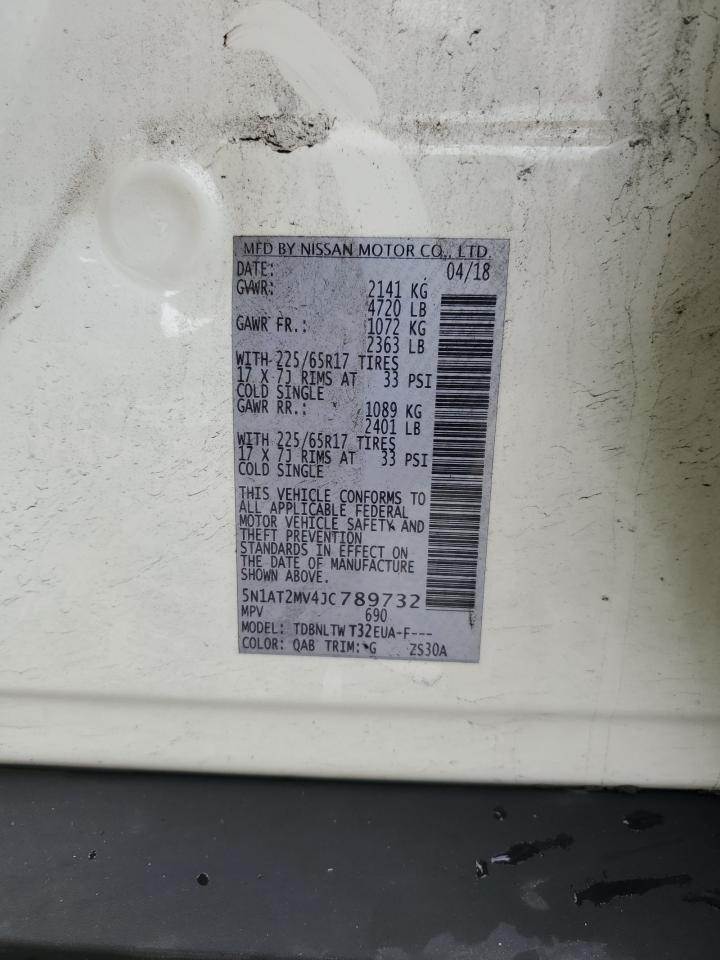 MFD BY NISSAN MOTOR CO., LTD.
DATE: 04/18
GVWR: 2141 KG
4720 LB
GAWR FR.: 1072 KG
2363 LB
WITH 225/65R17 TIRES
17 X 7J RIMS AT 33 PSI
COLD SINGLE
GAWR RR.: 1089 KG
2401 LB
WITH 225/65R17 TIRES
17 X 7J RIMS AT 33 PSI
COLD SINGLE
THIS VEHICLE CONFORMS TO
ALL APPLICABLE FEDERAL
MOTOR VEHICLE SAFETY AND
THEFT PREVENTION
STANDARDS IN EFFECT ON
THE DATE OF MANUFACTURE
SHOWN ABOVE.
5N1AT2MV4JC789732
MPV 690
MODEL: TDBNLTW T32EUA-F---
COLOR: QAB TRIM: G ZS30A